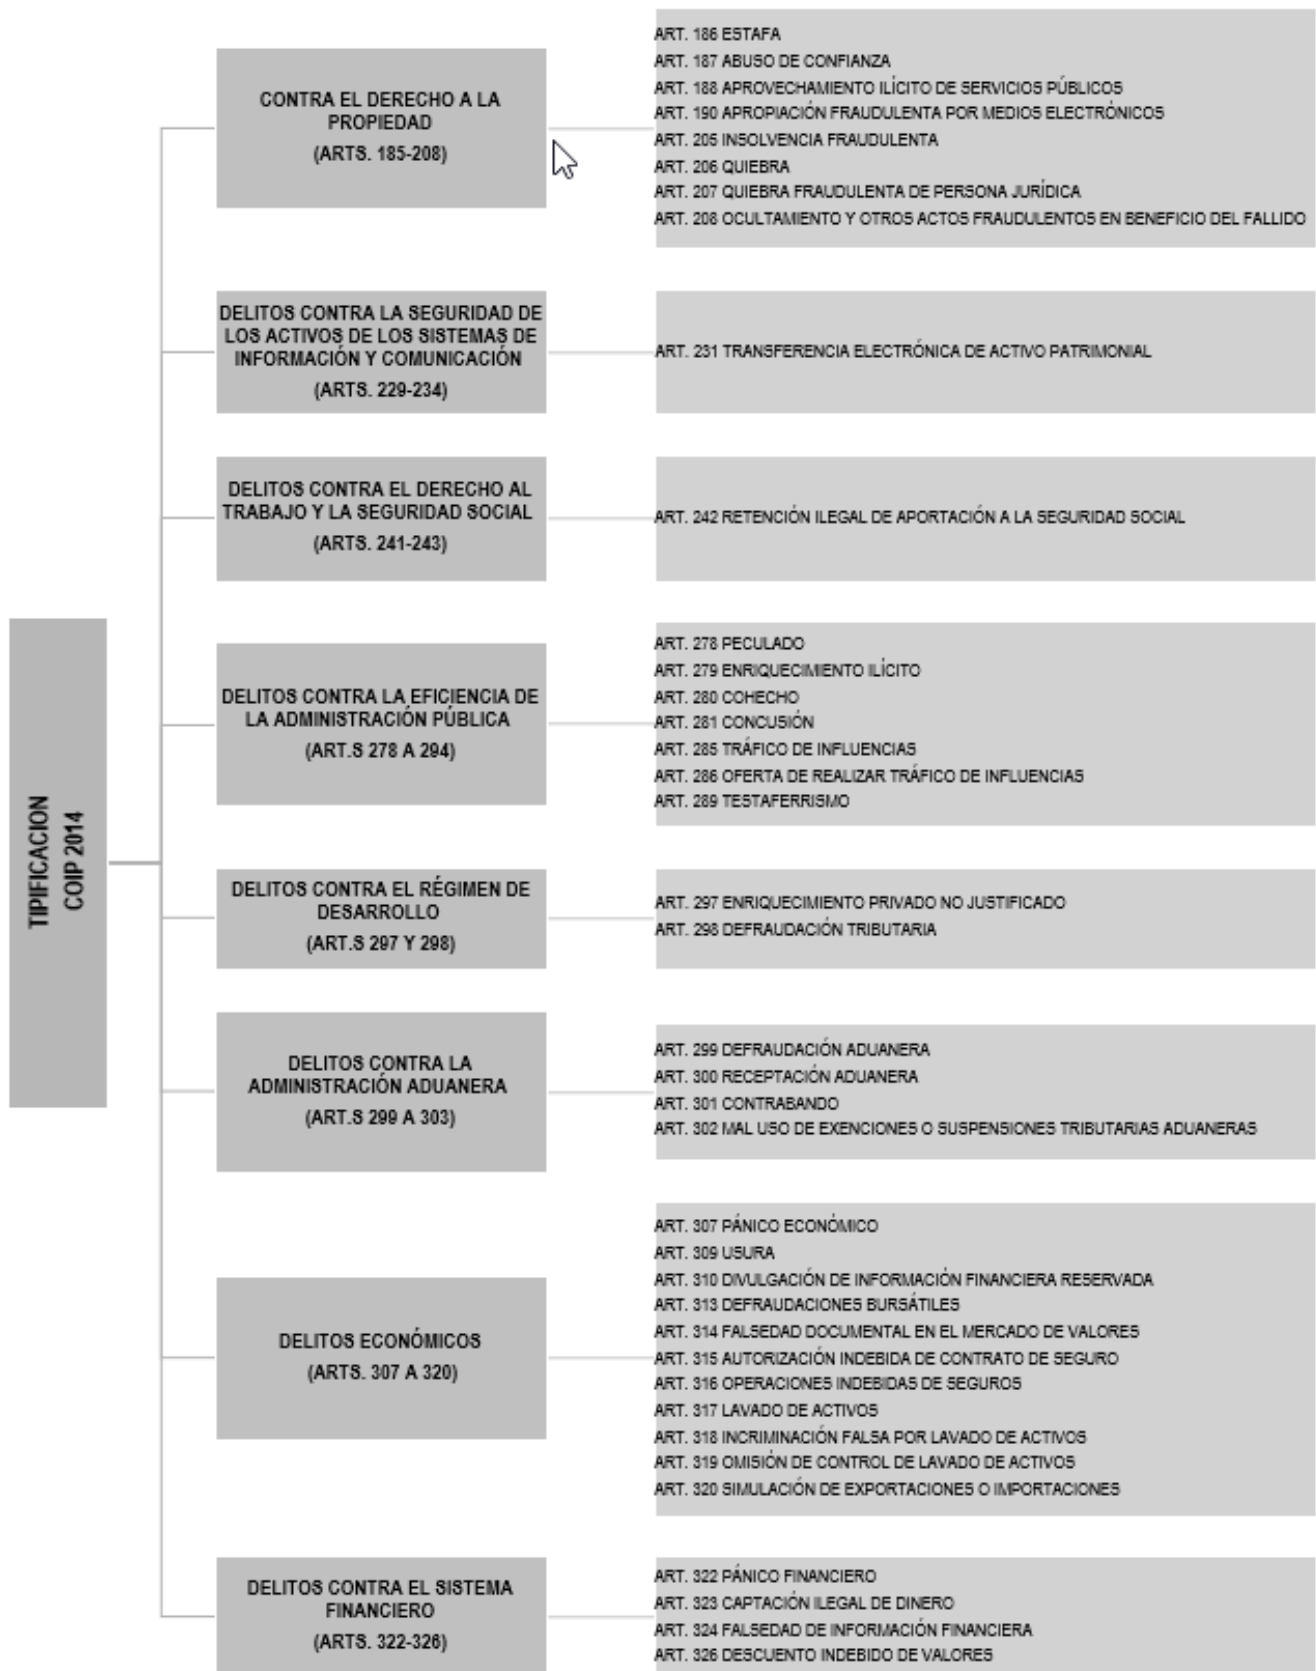 TIPIFICACION
COIP 2014
CONTRA EL DERECHO A LA
PROPIEDAD
(ARTS. 185-208)
ART. 186 ESTAFA
ART. 187 ABUSO DE CONFIANZA
ART. 188 APROVECHAMIENTO ILÍCITO DE SERVICIOS PÚBLICOS
ART. 190 APROPIACIÓN FRAUDULENTA POR MEDIOS ELECTRÓNICOS
ART. 205 INSOLVENCIA FRAUDULENTA
ART. 206 QUIEBRA
ART. 207 QUIEBRA FRAUDULENTA DE PERSONA JURÍDICA
ART. 208 OCULTAMIENTO Y OTROS ACTOS FRAUDULENTOS EN BENEFICIO DEL FALLIDO
DELITOS CONTRA LA SEGURIDAD DE
LOS ACTIVOS DE LOS SISTEMAS DE
INFORMACIÓN Y COMUNICACIÓN
(ARTS. 229-234)
ART. 231 TRANSFERENCIA ELECTRÓNICA DE ACTIVO PATRIMONIAL
DELITOS CONTRA EL DERECHO AL
TRABAJO Y LA SEGURIDAD SOCIAL
(ARTS. 241-243)
ART. 242 RETENCIÓN ILEGAL DE APORTACIÓN A LA SEGURIDAD SOCIAL
DELITOS CONTRA LA EFICIENCIA DE
LA ADMINISTRACIÓN PÚBLICA
(ART.S 278 A 294)
ART. 278 PECULADO
ART. 279 ENRIQUECIMIENTO ILÍCITO
ART. 280 COHECHO
ART. 281 CONCUSIÓN
ART. 285 TRÁFICO DE INFLUENCIAS
ART. 286 OFERTA DE REALIZAR TRÁFICO DE INFLUENCIAS
ART. 289 TESTAFERRISMO
DELITOS CONTRA EL RÉGIMEN DE
DESARROLLO
(ART.S 297 Y 298)
ART. 297 ENRIQUECIMIENTO PRIVADO NO JUSTIFICADO
ART. 298 DEFRAUDACIÓN TRIBUTARIA
DELITOS CONTRA LA
ADMINISTRACIÓN ADUANERA
(ART.S 299 A 303)
ART. 299 DEFRAUDACIÓN ADUANERA
ART. 300 RECEPTACIÓN ADUANERA
ART. 301 CONTRABANDO
ART. 302 MAL USO DE EXENCIONES O SUSPENSIONES TRIBUTARIAS ADUANERAS
DELITOS ECONÓMICOS
(ARTS. 307 A 320)
ART. 307 PÁNICO ECONÓMICO
ART. 309 USURA
ART. 310 DIVULGACIÓN DE INFORMACIÓN FINANCIERA RESERVADA
ART. 313 DEFRAUDACIONES BURSÁTILES
ART. 314 FALSEDAD DOCUMENTAL EN EL MERCADO DE VALORES
ART. 315 AUTORIZACIÓN INDEBIDA DE CONTRATO DE SEGURO
ART. 316 OPERACIONES INDEBIDAS DE SEGUROS
ART. 317 LAVADO DE ACTIVOS
ART. 318 INCRIMINACIÓN FALSA POR LAVADO DE ACTIVOS
ART. 319 OMISIÓN DE CONTROL DE LAVADO DE ACTIVOS
ART. 320 SIMULACIÓN DE EXPORTACIONES O IMPORTACIONES
DELITOS CONTRA EL SISTEMA
FINANCIERO
(ARTS. 322-326)
ART. 322 PÁNICO FINANCIERO
ART. 323 CAPTACIÓN ILEGAL DE DINERO
ART. 324 FALSEDAD DE INFORMACIÓN FINANCIERA
ART. 326 DESCUENTO INDEBIDO DE VALORES